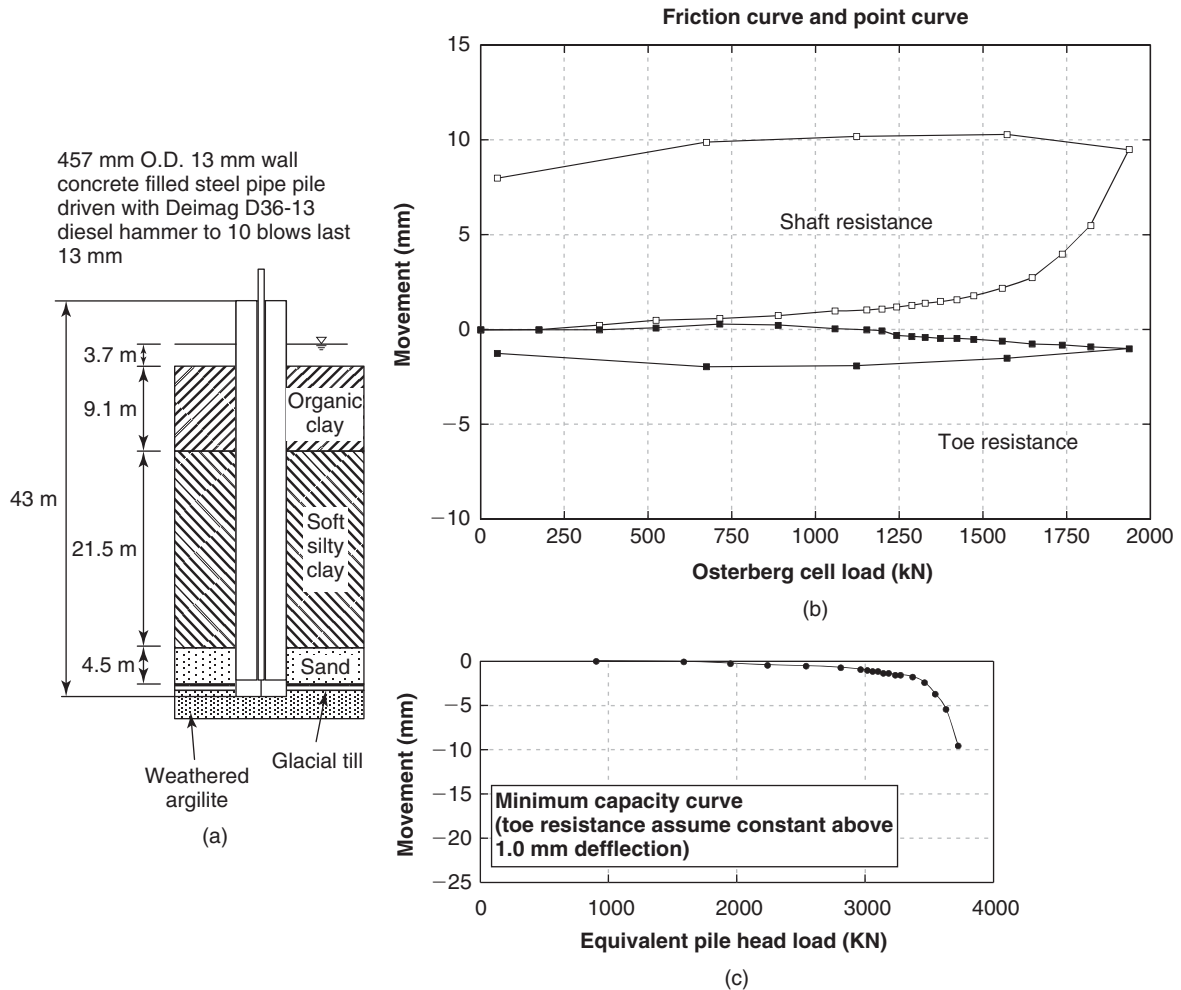 457 mm O.D. 13 mm wall
concrete filled steel pipe pile
driven with Deimag D36-13
diesel hammer to 10 blows last
13 mm
3.7 m
9.1 m
43 m
21.5 m
4.5 m
Organic
clay
Soft
silty
clay
Sand
Glacial till
Weathered
argilite
(a)
Friction curve and point curve
Movement (mm)
15
10
5
0
−5
−10
Shaft resistance
Toe resistance
0 250 500 750 1000 1250 1500 1750 2000
Osterberg cell load (kN)
(b)
Movement (mm)
0
−5
−10
−15
−20
−25
Minimum capacity curve
(toe resistance assume constant above
1.0 mm defflection)
0 1000 2000 3000 4000
Equivalent pile head load (KN)
(c)